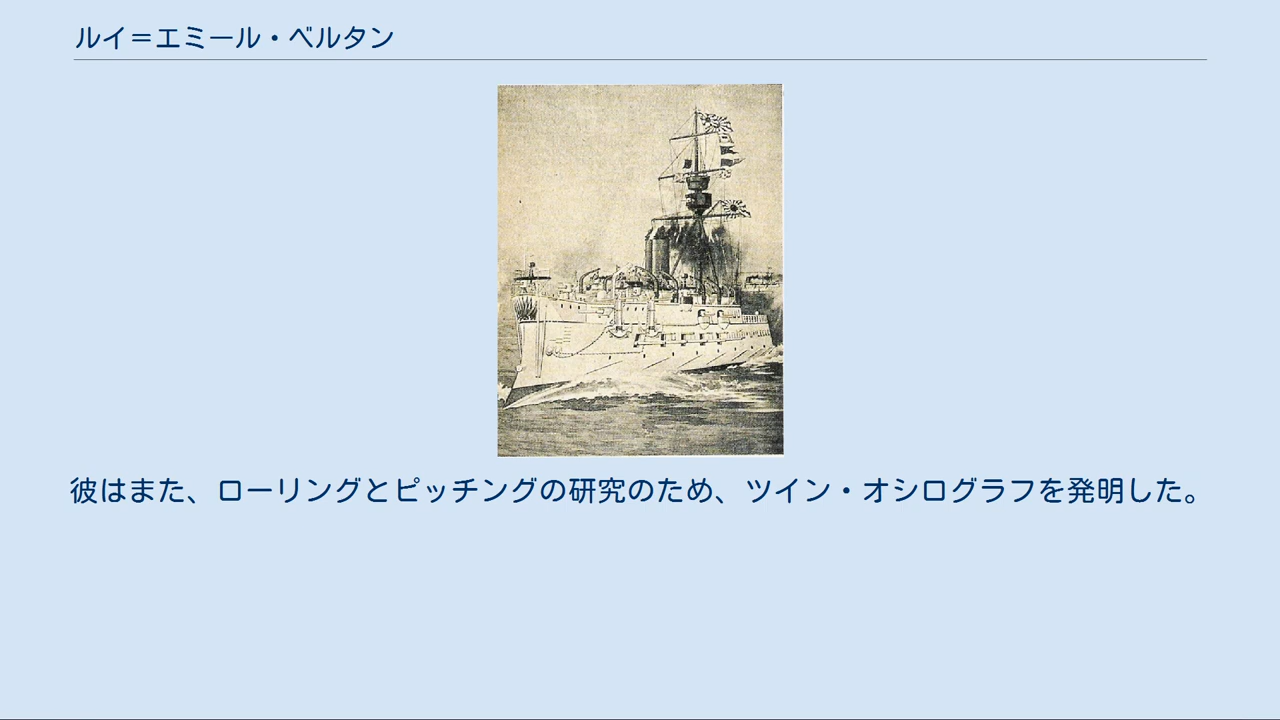 ルイ＝エミール・ベルタン
彼はまた、ローリングとピッチングの研究のため、ツイン・オシログラフを発明した。